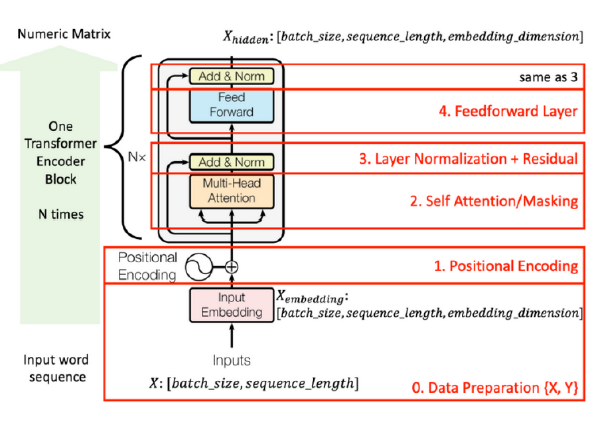 Numeric Matrix
X_hidden: [batch_size, sequence_length, embedding_dimension]
Add & Norm
same as 3
Feed
Forward
4. Feedforward Layer
One
Transformer
Encoder
Block
N times
N×
Add & Norm
3. Layer Normalization + Residual
Multi-Head
Attention
2. Self Attention/Masking
Positional
Encoding
1. Positional Encoding
Input
Embedding
X_embedding:
[batch_size, sequence_length, embedding_dimension]
Input word
sequence
Inputs
X: [batch_size, sequence_length]
0. Data Preparation {X, Y}